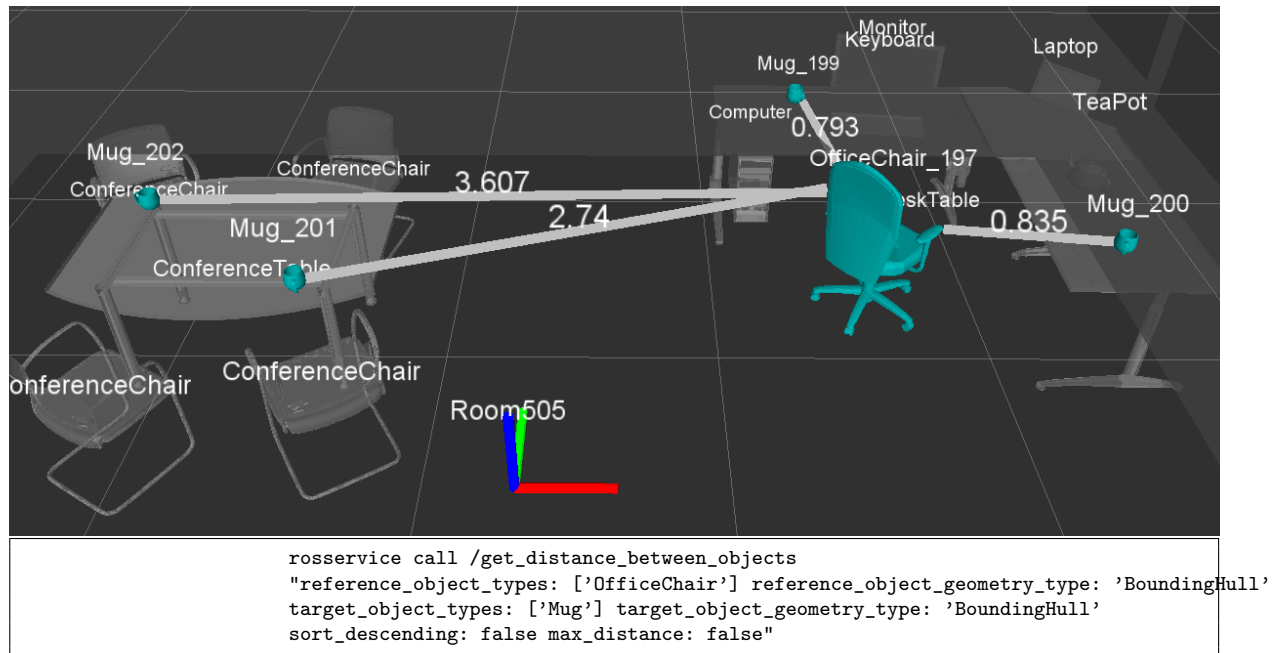 Monitor
Keyboard
Laptop
Mug_199
TeaPot
Computer
0.793
Mug_202
OfficeChair_197
ConferenceChair
3.607
ConferenceChair
eskTable
Mug_200
2.74
0.835
Mug_201
ConferenceTable
ConferenceChair
onferenceChair
Room505
rosservice call /get_distance_between_objects
"reference_object_types: [’OfficeChair’] reference_object_geometry_type: ’BoundingHull’
target_object_types: [’Mug’] target_object_geometry_type: ’BoundingHull’
sort_descending: false max_distance: false"